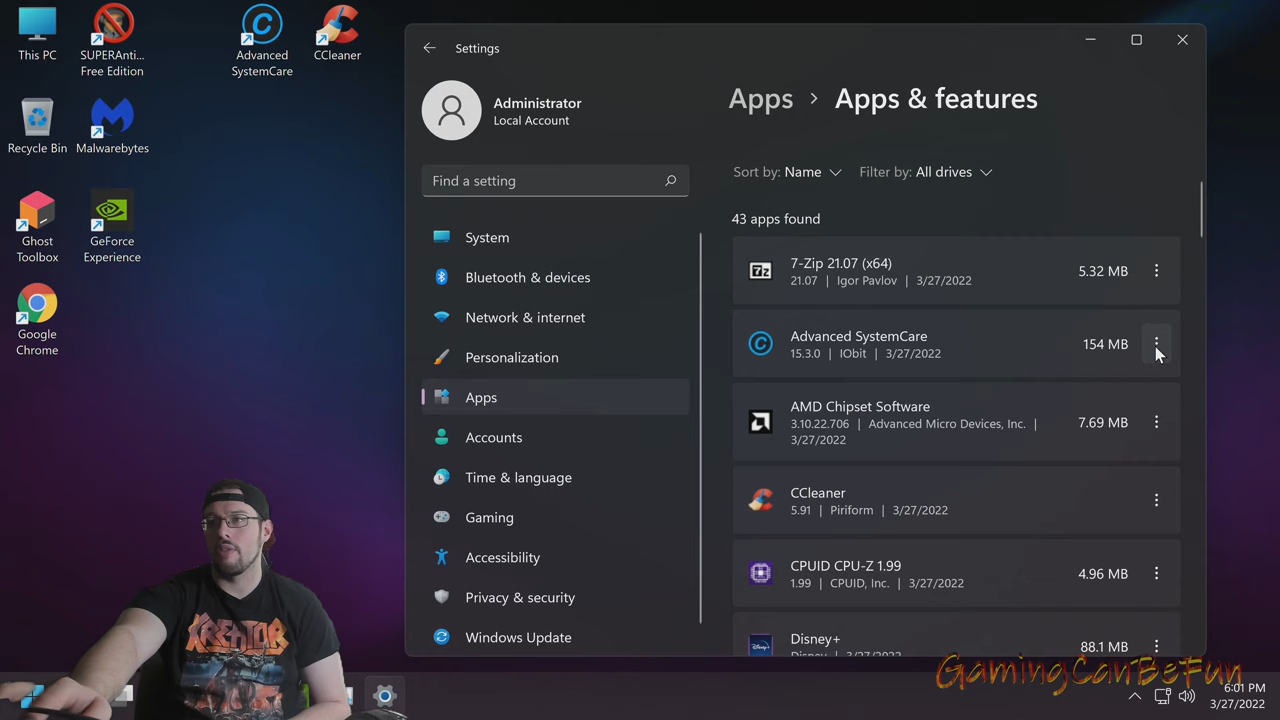 This PC
SUPERAnti...
Free Edition
Advanced
SystemCare
CCleaner
Recycle Bin
Malwarebytes
Ghost
Toolbox
GeForce
Experience
Google
Chrome
Settings
Administrator
Local Account
Find a setting
System
Bluetooth & devices
Network & internet
Personalization
Apps
Accounts
Time & language
Gaming
Accessibility
Privacy & security
Windows Update
Apps > Apps & features
Sort by: Name Filter by: All drives
43 apps found
7-Zip 21.07 (x64)
21.07 | Igor Pavlov | 3/27/2022
5.32 MB
Advanced SystemCare
15.3.0 | IObit | 3/27/2022
154 MB
AMD Chipset Software
3.10.22.706 | Advanced Micro Devices, Inc. |
3/27/2022
7.69 MB
CCleaner
5.91 | Piriform | 3/27/2022
CPUID CPU-Z 1.99
1.99 | CPUID, Inc. | 3/27/2022
4.96 MB
Disney+
Disney | 3/27/2022
88.1 MB
KREATOR
GamingCanBeFun
6:01 PM
3/27/2022